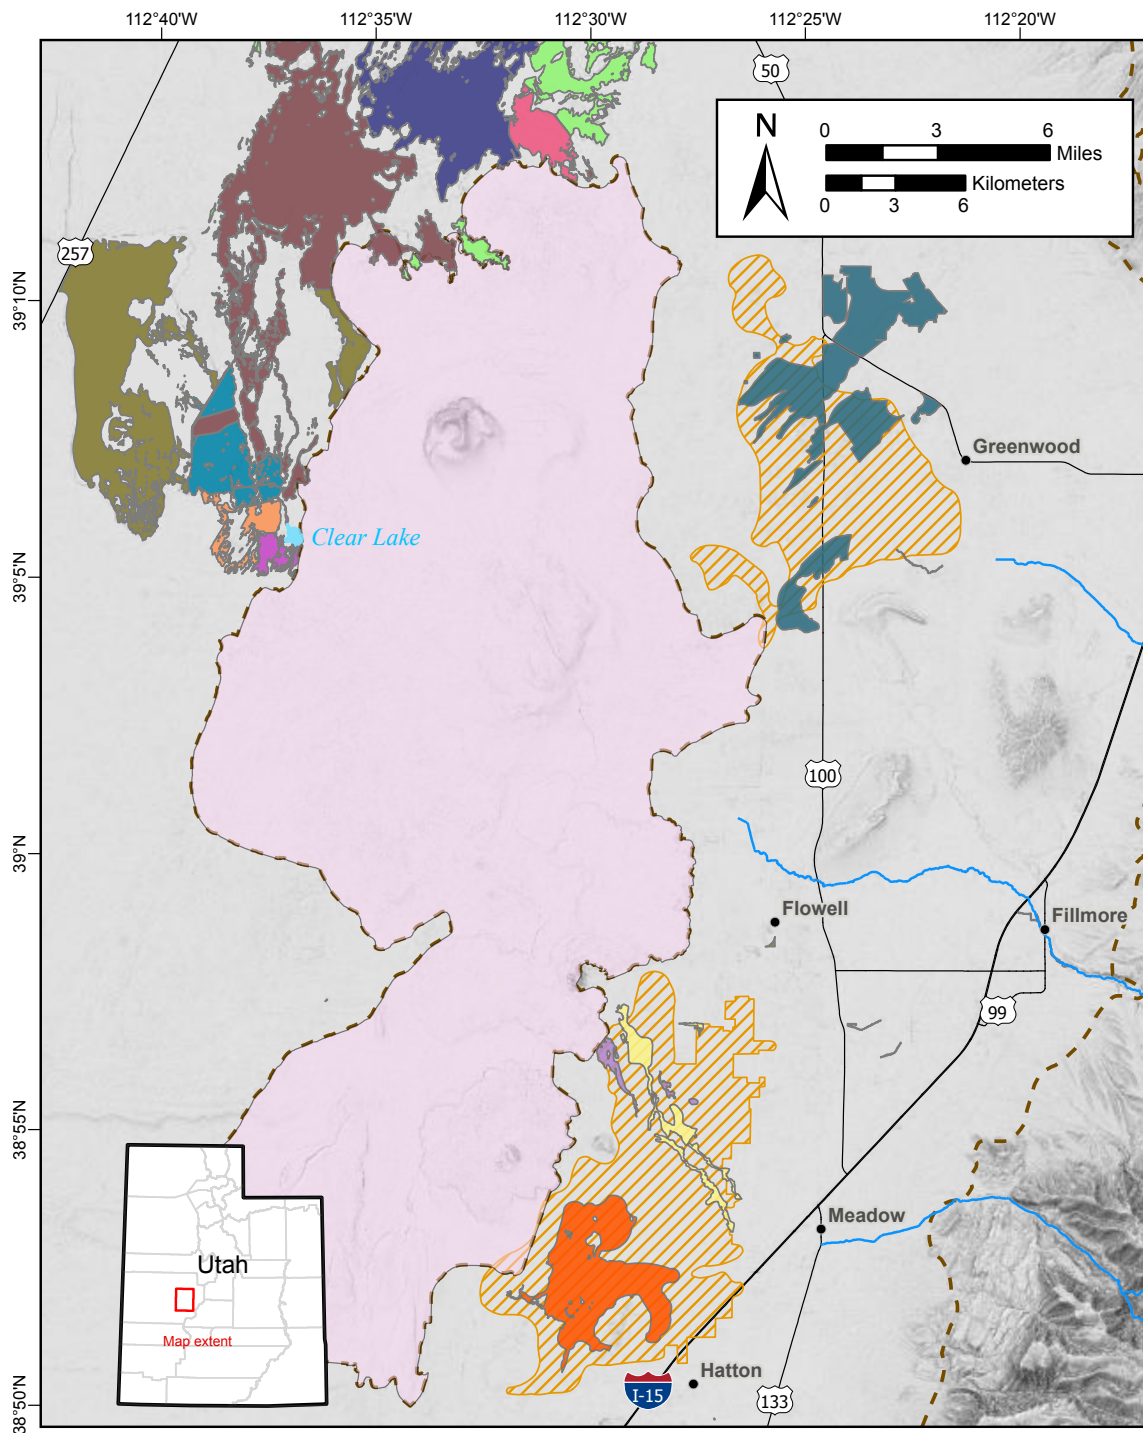 112°40'W 112°35'W 112°30'W 112°25'W 112°20'W
50
N
0 3 6
Miles
Kilometers
0 3 6
257
39°10'N
Greenwood
Clear Lake
39°5'N
100
39°N
Flowell
Fillmore
99
38°55'N
Meadow
Utah
Map extent
Hatton
I-15
133
38°50'N